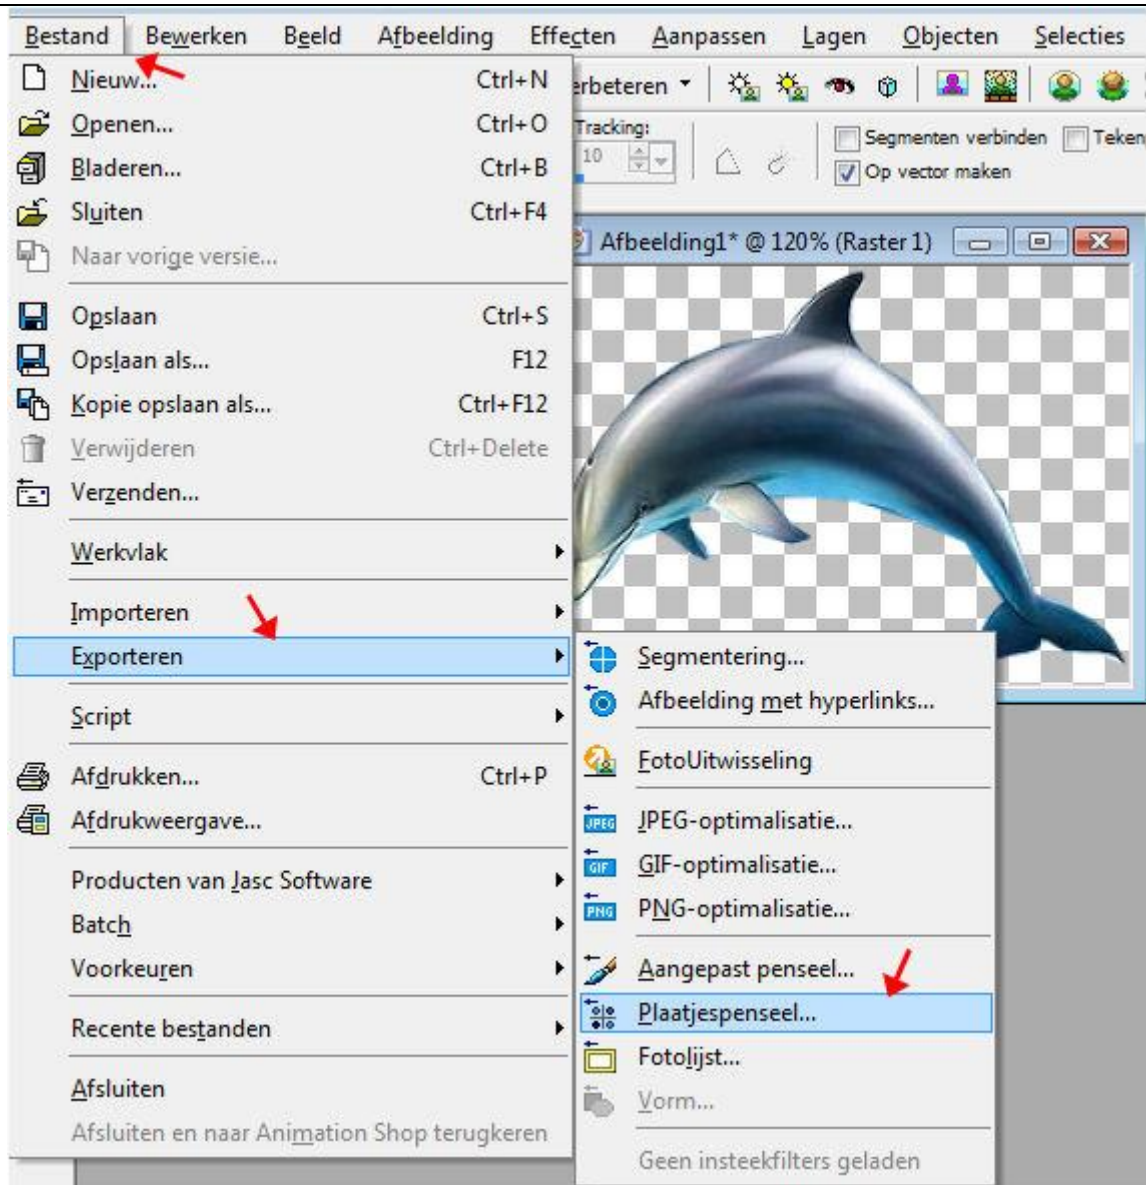 Bestand Bewerken Beeld Afbeelding Effecten Aanpassen Lagen Objecten Selecties
Nieuw... Ctrl+N
Openen... Ctrl+O
Bladeren... Ctrl+B
Sluiten Ctrl+F4
Naar vorige versie...
Opslaan Ctrl+S
Opslaan als... F12
Kopie opslaan als... Ctrl+F12
Verwijderen Ctrl+Delete
Verzenden...
Werkvlak
Importeren
Exporteren
Script
Afdrukken... Ctrl+P
Afdrukweergave...
Producten van Jasc Software
Batch
Voorkeuren
Recente bestanden
Afsluiten
Afsluiten en naar Animation Shop terugkeren
erbeteren
Tracking:
10
Segmenten verbinden Teken
Op vector maken
Afbeelding1* @ 120% (Raster 1)
Segmentering...
Afbeelding met hyperlinks...
FotoUitwisseling
JPEG JPEG-optimalisatie...
GIF GIF-optimalisatie...
PNG PNG-optimalisatie...
Aangepast penseel...
Plaatjespenseel...
Fotolijst...
Vorm...
Geen insteekfilters geladen